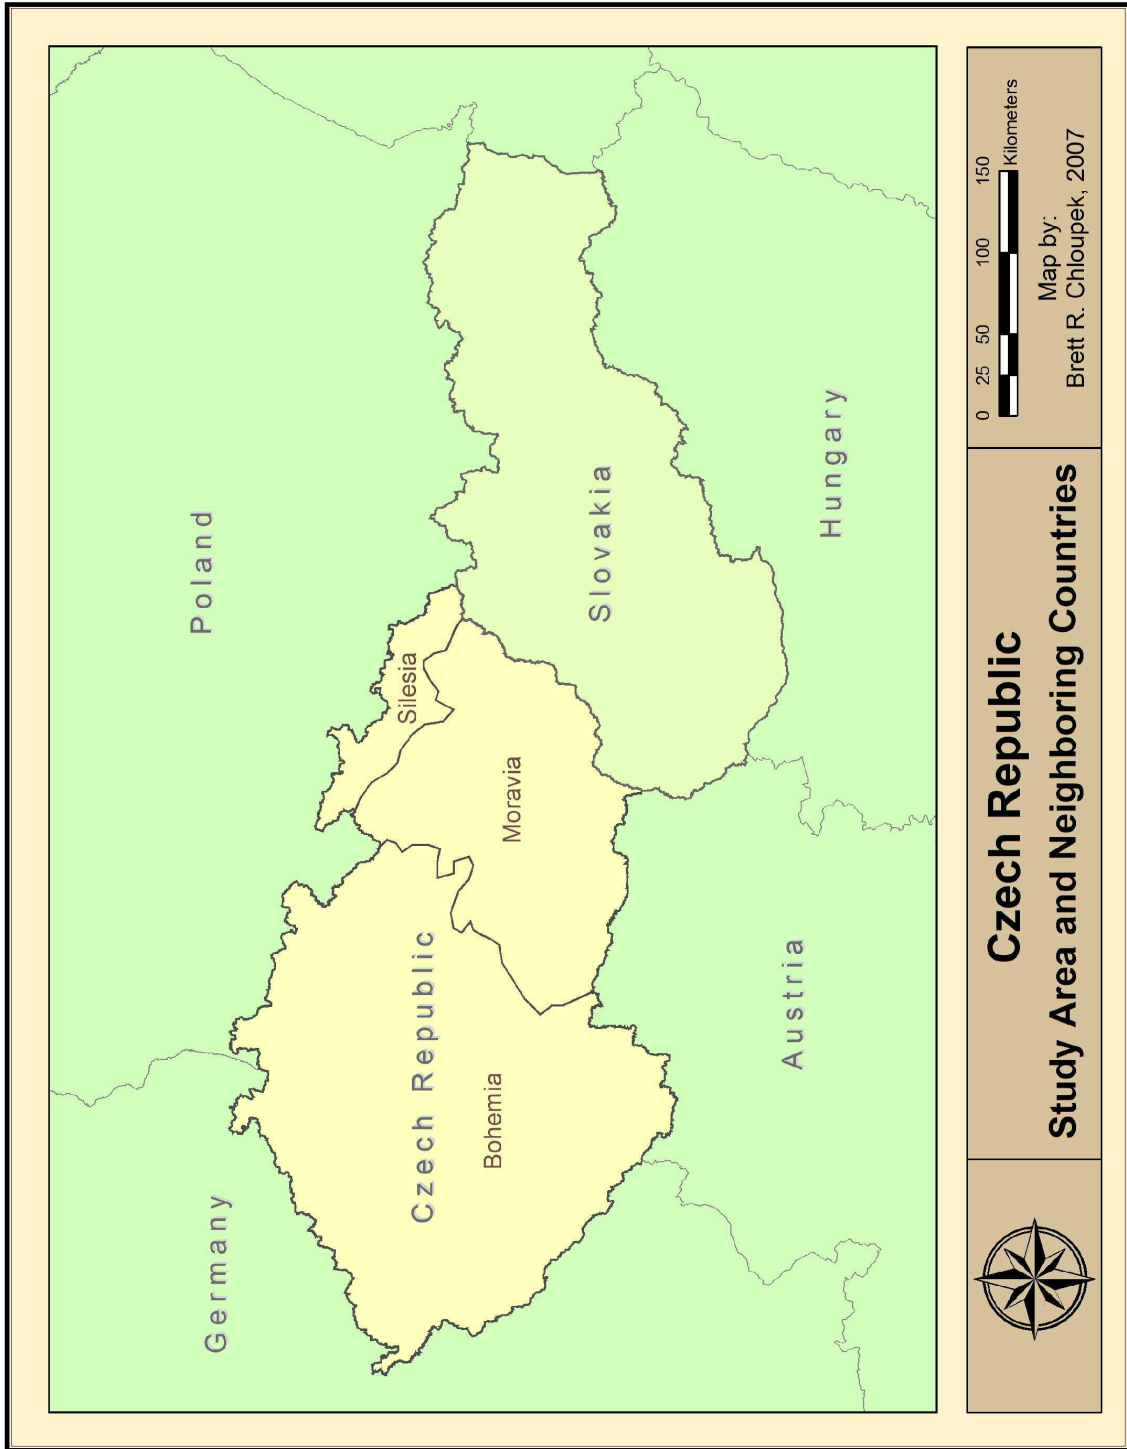 Poland
Germany
Silesia
Czech Republic
Moravia
Bohemia
Slovakia
Austria
Hungary
Czech Republic
Study Area and Neighboring Countries
0 25 50 100 150
Kilometers
Map by:
Brett R. Chloupek, 2007